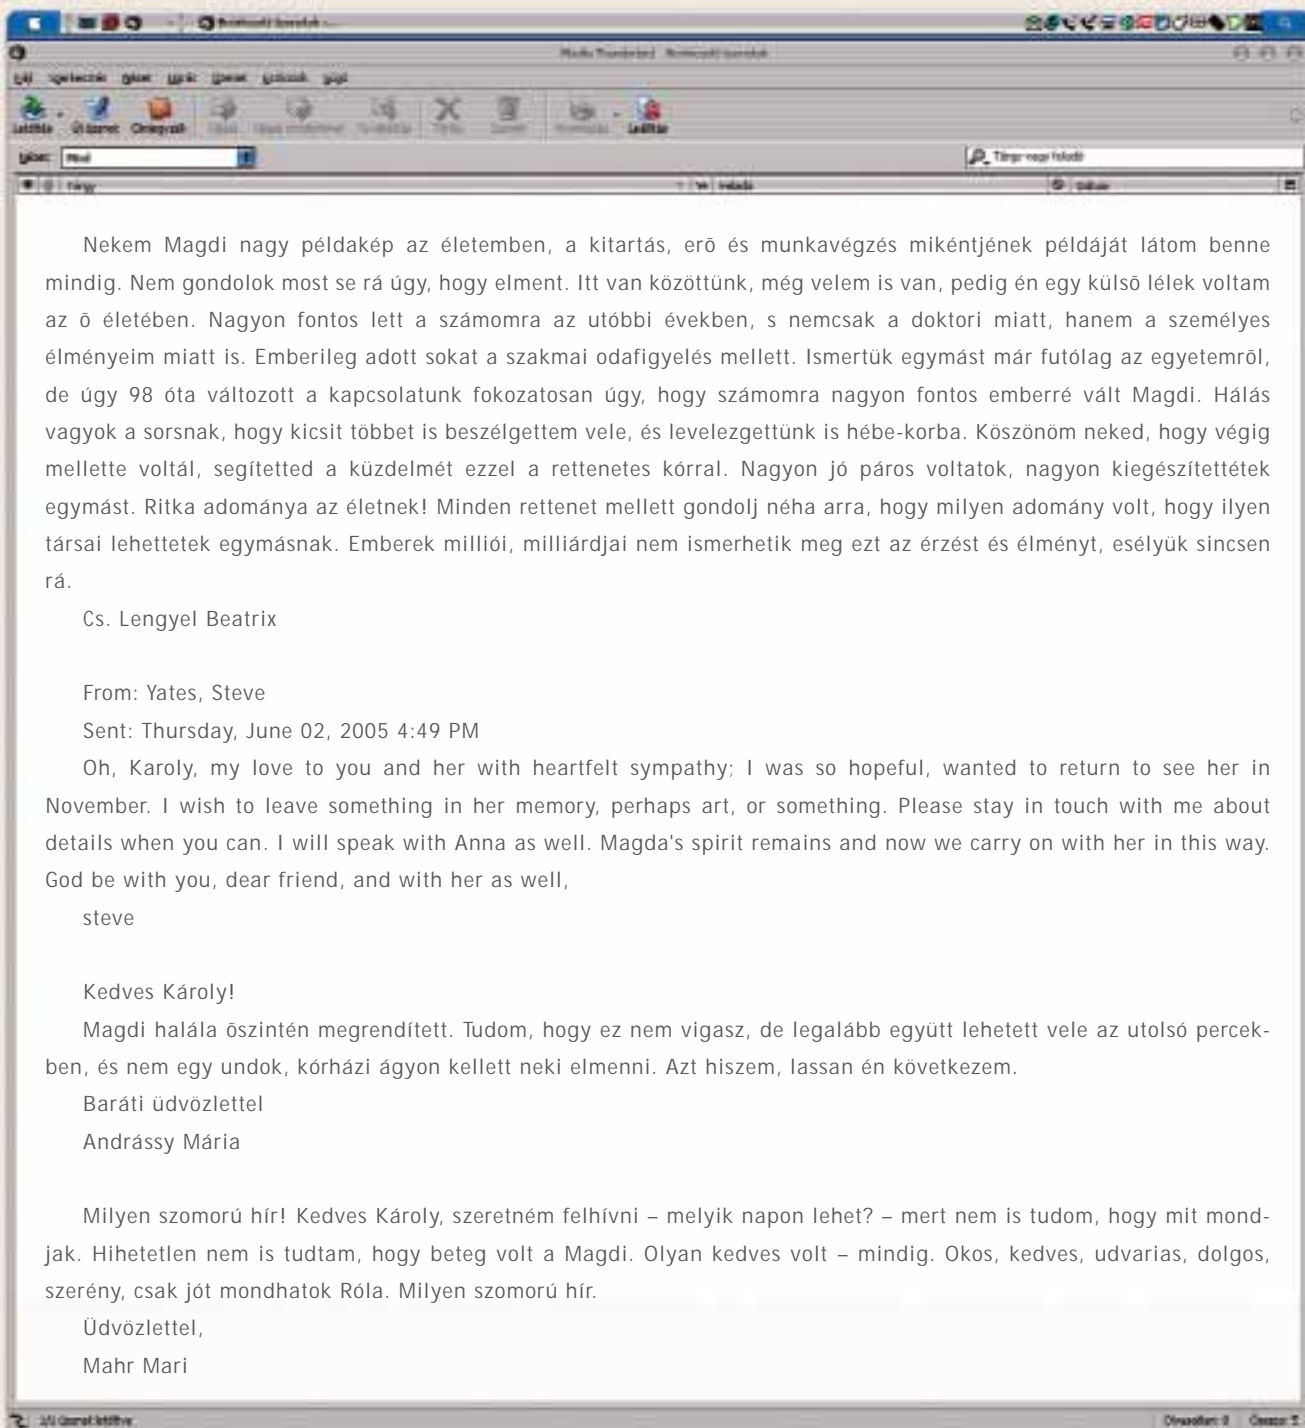 Nekem Magdi nagy példakép az életemben, a kitartás, erõ és munkavégzés mikéntjének példáját látom benne
mindig. Nem gondolok most se rá úgy, hogy elment. Itt van közöttünk, még velem is van, pedig én egy külsõ lélek voltam
az õ életében. Nagyon fontos lett a számomra az utóbbi években, s nemcsak a doktori miatt, hanem a személyes
élményeim miatt is. Emberileg adott sokat a szakmai odafigyelés mellett. Ismertük egymást már futólag az egyetemrõl,
de úgy 98 óta változott a kapcsolatunk fokozatosan úgy, hogy számomra nagyon fontos emberré vált Magdi. Hálás
vagyok a sorsnak, hogy kicsit többet is beszélgettem vele, és levelezgettünk is hébe-korba. Köszönöm neked, hogy végig
mellette voltál, segítetted a küzdelmét ezzel a rettenetes kórral. Nagyon jó páros voltatok, nagyon kiegészítettétek
egymást. Ritka adománya az életnek! Minden rettenet mellett gondolj néha arra, hogy milyen adomány volt, hogy ilyen
társai lehettetek egymásnak. Emberek milliói, milliárdjai nem ismerhetik meg ezt az érzést és élményt, esélyük sincsen
rá.
Cs. Lengyel Beatrix
From: Yates, Steve
Sent: Thursday, June 02, 2005 4:49 PM
Oh, Karoly, my love to you and her with heartfelt sympathy; I was so hopeful, wanted to return to see her in
November. I wish to leave something in her memory, perhaps art, or something. Please stay in touch with me about
details when you can. I will speak with Anna as well. Magda's spirit remains and now we carry on with her in this way.
God be with you, dear friend, and with her as well,
steve
Kedves Károly!
Magdi halála õszintén megrendített. Tudom, hogy ez nem vigasz, de legalább együtt lehetett vele az utolsó percek-
ben, és nem egy undok, kórházi ágyon kellett neki elmenni. Azt hiszem, lassan én következem.
Baráti üdvözlettel
Andrássy Mária
Milyen szomorú hír! Kedves Károly, szeretném felhívni – melyik napon lehet? – mert nem is tudom, hogy mit mond-
jak. Hihetetlen nem is tudtam, hogy beteg volt a Magdi. Olyan kedves volt – mindig. Okos, kedves, udvarias, dolgos,
szerény, csak jót mondhatok Róla. Milyen szomorú hír.
Üdvözlettel,
Mahr Mari